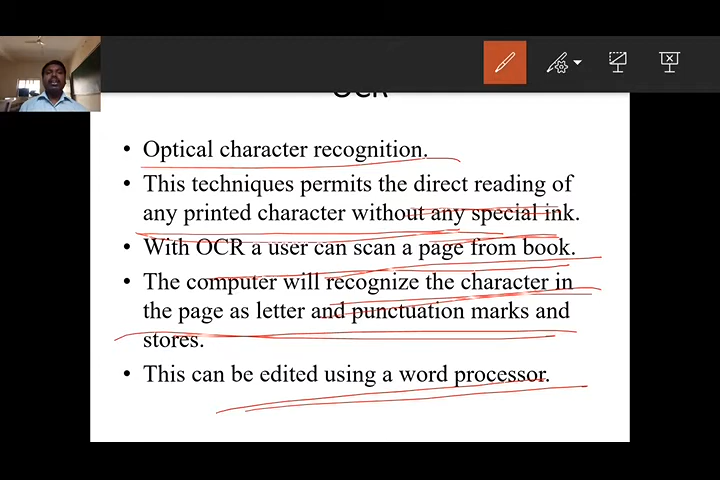 OCR
• Optical character recognition.
• This techniques permits the direct reading of
any printed character without any special ink.
• With OCR a user can scan a page from book.
• The computer will recognize the character in
the page as letter and punctuation marks and
stores.
• This can be edited using a word processor.